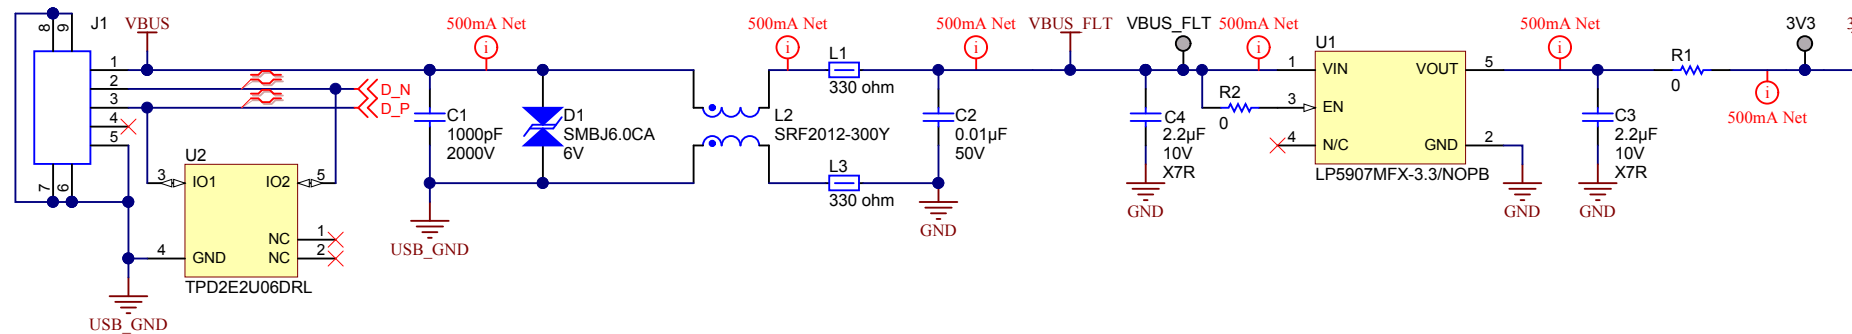 J1
VBUS
8
9
1
2
3
4
5
7
6
D_N
D_P
U2
3
IO1
IO2
5
NC
1
NC
2
4
GND
TPD2E2U06DRL
USB_GND
500mA Net
i
C1
1000pF
2000V
USB_GND
D1
SMBJ6.0CA
6V
L2
SRF2012-300Y
500mA Net
i
L1
330 ohm
L3
330 ohm
500mA Net
i
C2
0.01µF
50V
GND
VBUS_FLT
VBUS_FLT
C4
2.2µF
10V
X7R
GND
500mA Net
i
R2
0
U1
1
VIN
VOUT
5
3
EN
4
N/C
GND
2
LP5907MFX-3.3/NOPB
GND
500mA Net
i
C3
2.2µF
10V
X7R
GND
R1
0
i
500mA Net
3V3